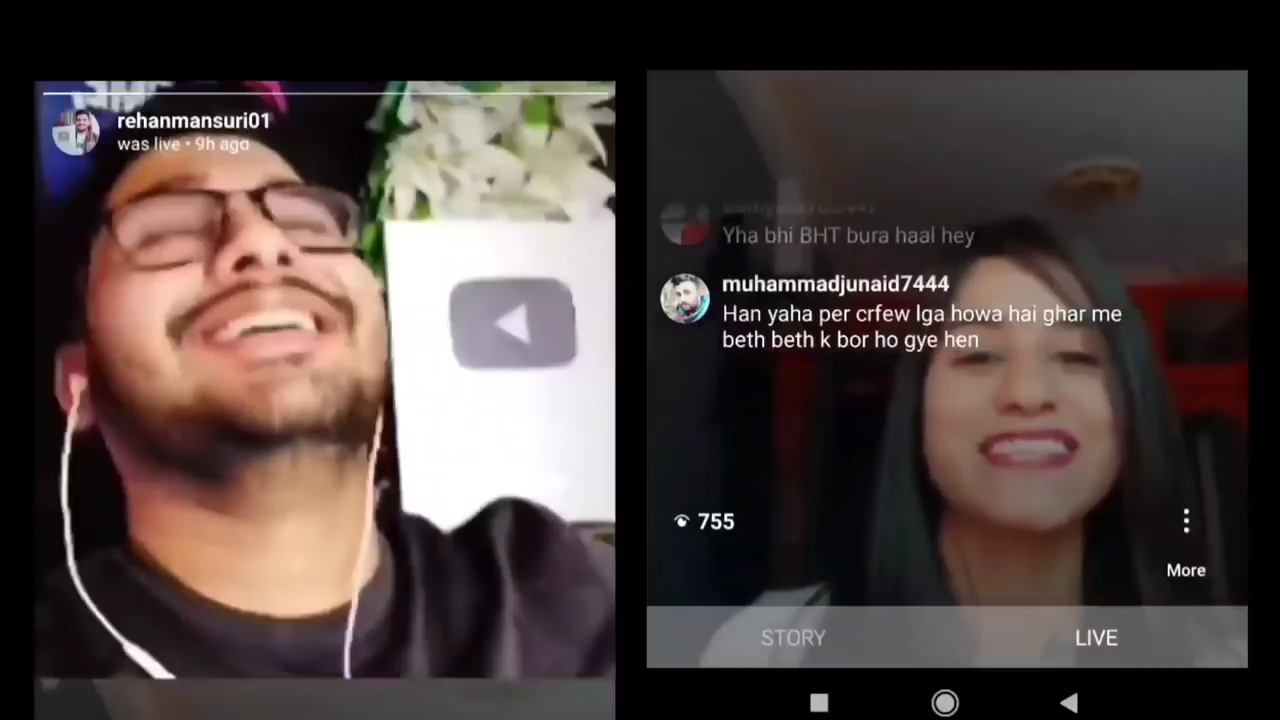 rehanmansuri01
was live • 9h ago
Yha bhi BHT bura haal hey
muhammadjunaid7444
Han yaha per crfew lga howa hai ghar me
beth beth k bor ho gye hen
755
More
STORY
LIVE